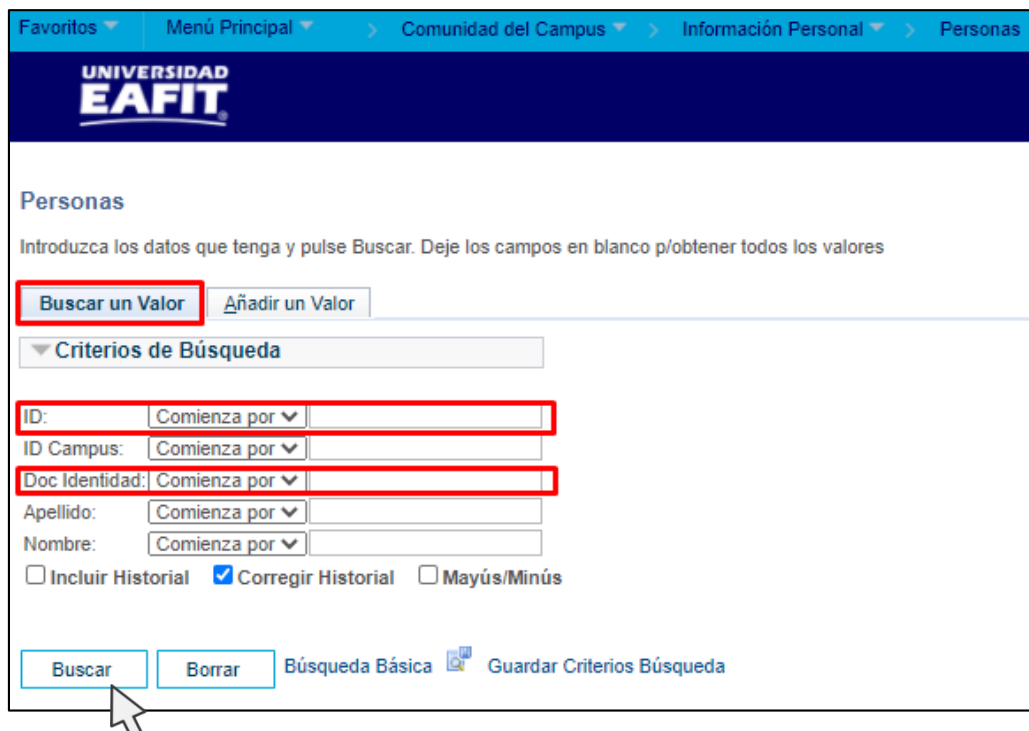 Favoritos Menú Principal > Comunidad del Campus > Información Personal > Personas
UNIVERSIDAD
EAFIT®
Personas
Introduzca los datos que tenga y pulse Buscar. Deje los campos en blanco p/obtener todos los valores
Buscar un Valor Añadir un Valor
Criterios de Búsqueda
ID: Comienza por
ID Campus: Comienza por
Doc Identidad: Comienza por
Apellido: Comienza por
Nombre: Comienza por
Incluir Historial Corregir Historial Mayús/Minús
Buscar Borrar Búsqueda Básica Guardar Criterios Búsqueda